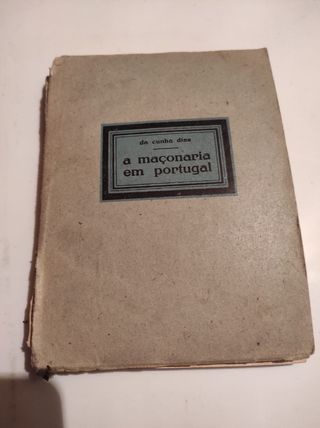 da cunha dias
a maçonaria
em portugal